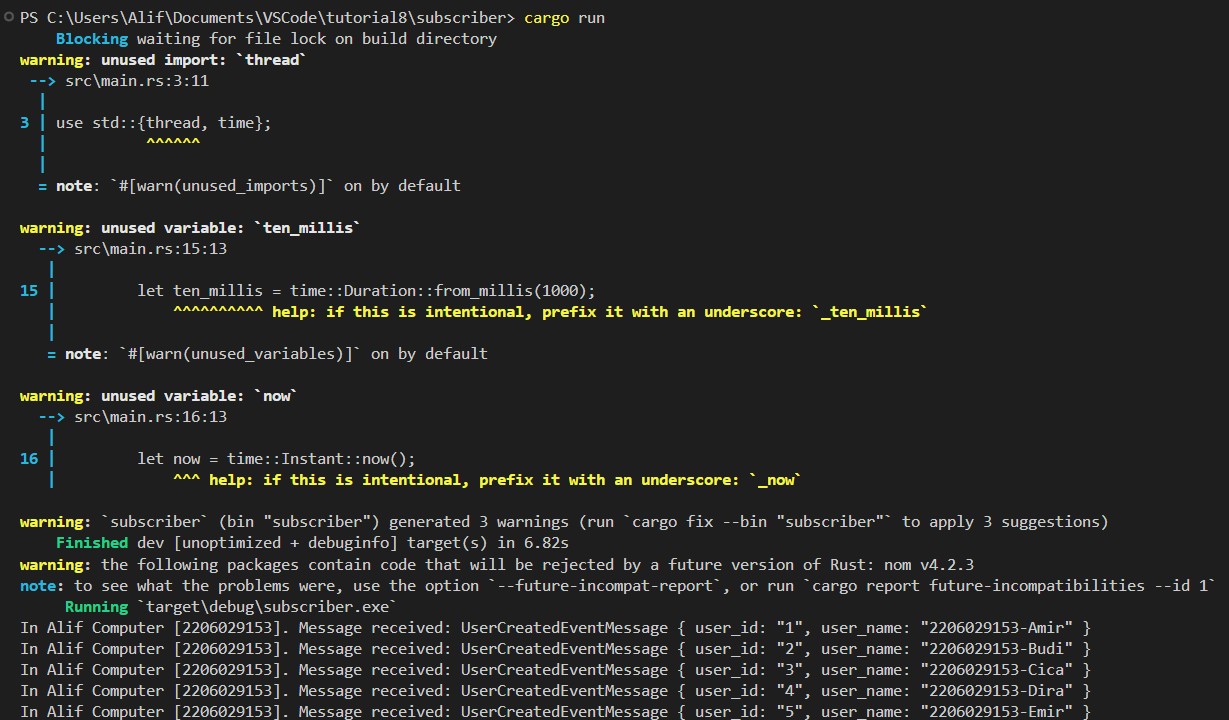 PS C:\Users\Alif\Documents\VSCode\tutorial8\subscriber> cargo run
    Blocking waiting for file lock on build directory
warning: unused import: `thread`
 --> src\main.rs:3:11
  |
3 | use std::{thread, time};
  |           ^^^^^^
  |
  = note: `#[warn(unused_imports)]` on by default

warning: unused variable: `ten_millis`
  --> src\main.rs:15:13
   |
15 |         let ten_millis = time::Duration::from_millis(1000);
   |             ^^^^^^^^^^ help: if this is intentional, prefix it with an underscore: `_ten_millis`
   |
   = note: `#[warn(unused_variables)]` on by default

warning: unused variable: `now`
  --> src\main.rs:16:13
   |
16 |         let now = time::Instant::now();
   |             ^^^ help: if this is intentional, prefix it with an underscore: `_now`

warning: `subscriber` (bin "subscriber") generated 3 warnings (run `cargo fix --bin "subscriber"` to apply 3 suggestions)
    Finished dev [unoptimized + debuginfo] target(s) in 6.82s
warning: the following packages contain code that will be rejected by a future version of Rust: nom v4.2.3
note: to see what the problems were, use the option `--future-incompat-report`, or run `cargo report future-incompatibilities --id 1`
     Running `target\debug\subscriber.exe`
In Alif Computer [2206029153]. Message received: UserCreatedEventMessage { user_id: "1", user_name: "2206029153-Amir" }
In Alif Computer [2206029153]. Message received: UserCreatedEventMessage { user_id: "2", user_name: "2206029153-Budi" }
In Alif Computer [2206029153]. Message received: UserCreatedEventMessage { user_id: "3", user_name: "2206029153-Cica" }
In Alif Computer [2206029153]. Message received: UserCreatedEventMessage { user_id: "4", user_name: "2206029153-Dira" }
In Alif Computer [2206029153]. Message received: UserCreatedEventMessage { user_id: "5", user_name: "2206029153-Emir" }